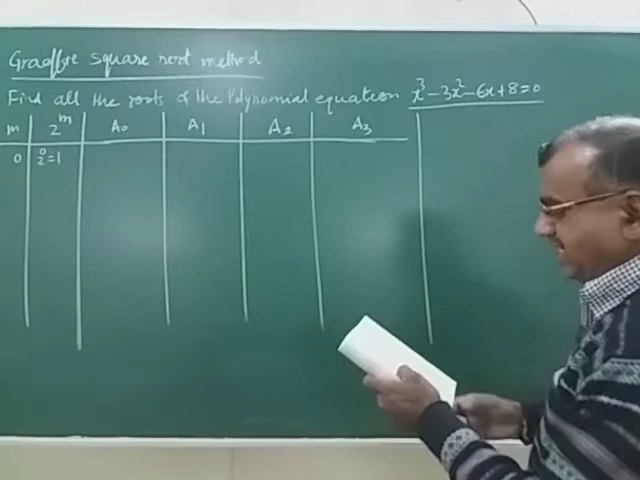 Graeffe square root method
Find all the roots of the Polynomial equation x³ - 3x² - 6x + 8 = 0
m 2^m A₀ A₁ A₂ A₃
0 2⁰=1